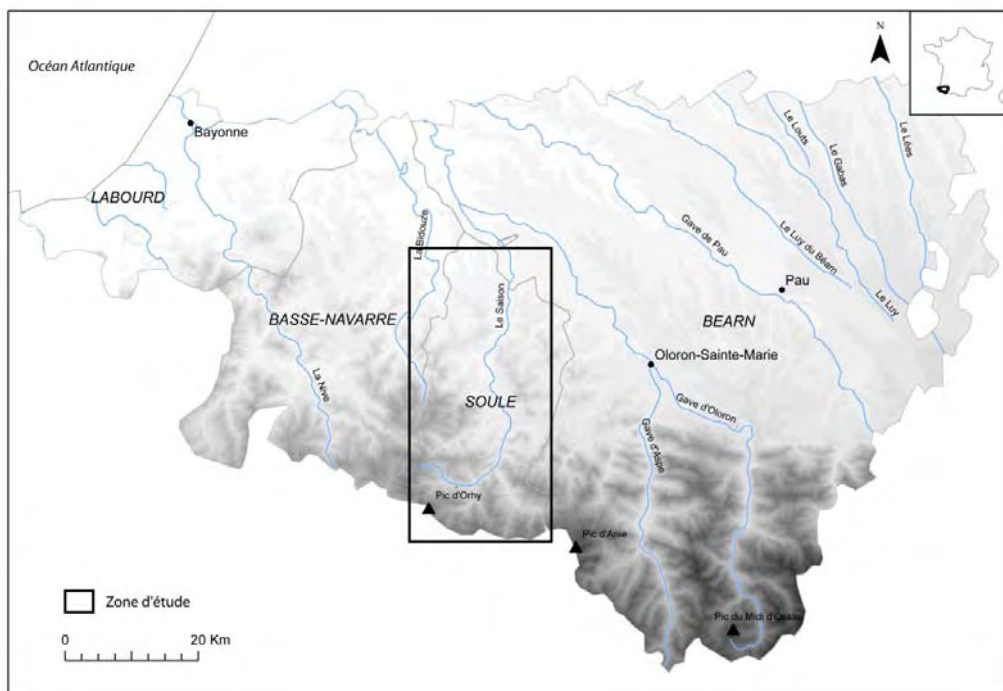 Océan Atlantique
N
Bayonne
LABOURD
La Bidouze
Le Louts
Le Gabas
Le Lées
Gave de Pau
Le Luy du Béarn
Le Luy
Pau
Le Saison
BASSE-NAVARRE
BEARN
La Nive
Oloron-Sainte-Marie
SOULE
Gave d'Oloron
Gave d'Aspe
Pic d'Orhy
Pic d'Anie
Pic du Midi d'Ossau
Zone d'étude
0 20 Km